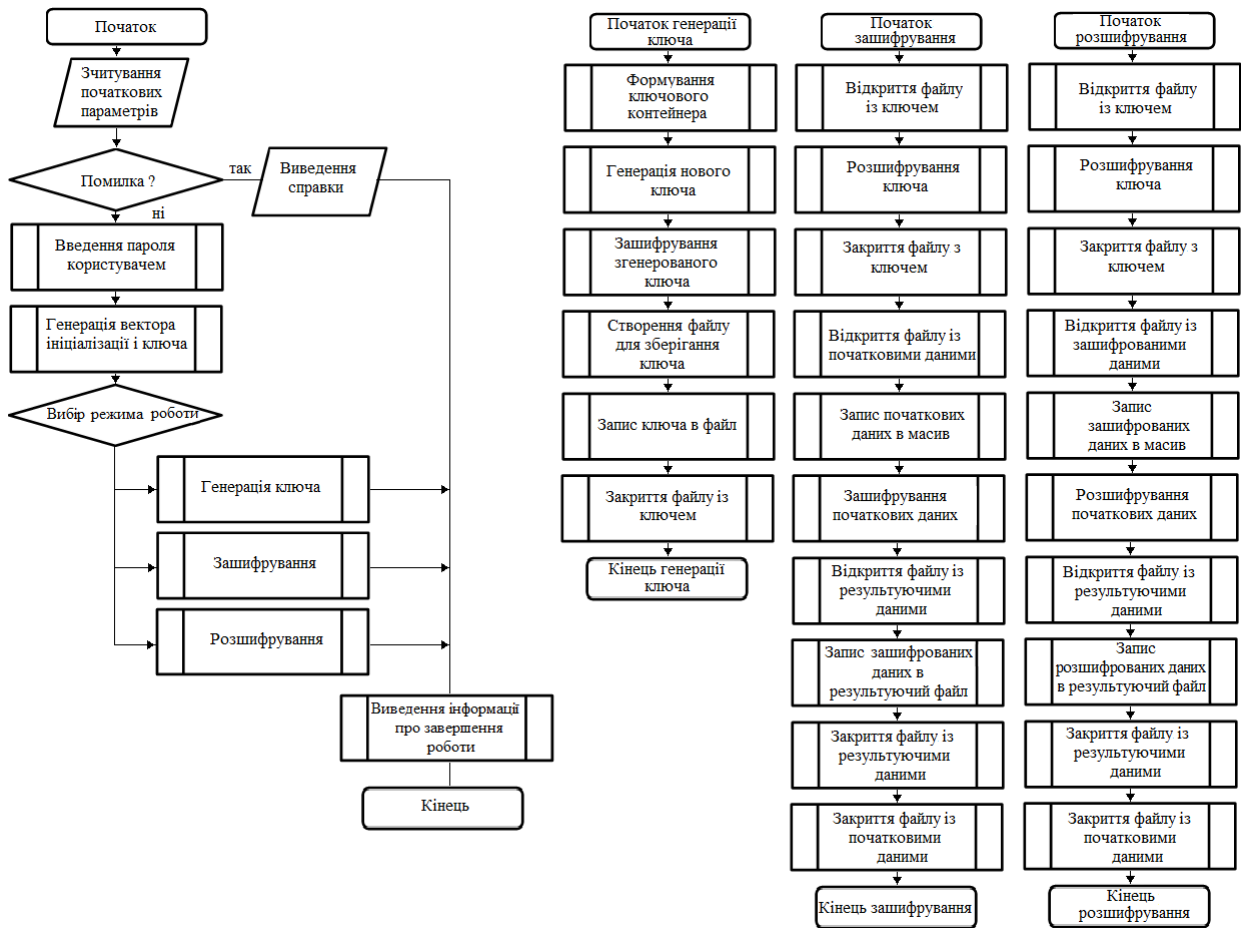 Початок
Зчитування
початкових
параметрів
Помилка ?
так
ні
Виведення
справки
Введення пароля
користувачем
Генерація вектора
ініціалізації і ключа
Вибір режима роботи
Генерація ключа
Зашифрування
Розшифрування
Виведення інформації
про завершення
роботи
Кінець
Початок генерації
ключа
Формування
ключового
контейнера
Генерація нового
ключа
Зашифрування
згенерованого
ключа
Створення файлу
для зберігання
ключа
Запис ключа в файл
Закриття файлу із
ключем
Кінець генерації
ключа
Початок
зашифрування
Відкриття файлу
із ключем
Розшифрування
ключа
Закриття файлу з
ключем
Відкриття файлу із
початковими даними
Запис початкових
даних в масив
Зашифрування
початкових даних
Відкриття файлу із
результуючими
даними
Запис зашифрованих
даних в
результуючий файл
Закриття файлу із
результуючими
даними
Закриття файлу із
початковими
даними
Кінець зашифрування
Початок
розшифрування
Відкриття файлу
із ключем
Розшифрування
ключа
Закриття файлу з
ключем
Відкриття файлу із
зашифрованими
даними
Запис
зашифрованих
даних в масив
Розшифрування
початкових даних
Відкриття файлу із
результуючими
даними
Запис
розшифрованих даних
в результуючий файл
Закриття файлу із
результуючими
даними
Закриття файлу із
початковими
даними
Кінець
розшифрування